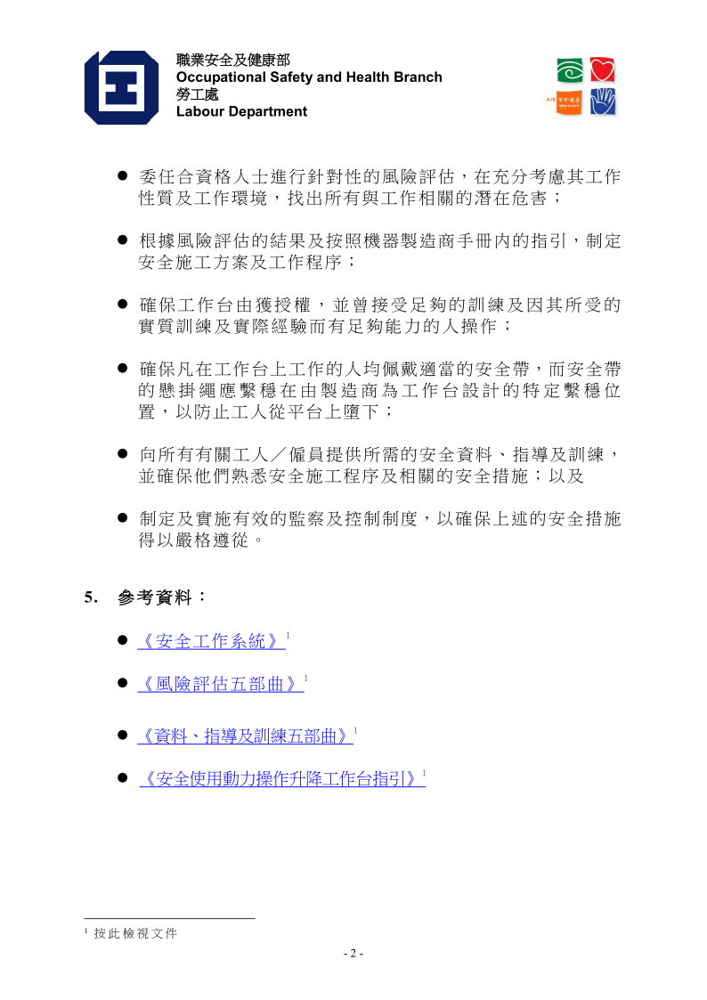 職業安全及健康部
Occupational Safety and Health Branch
勞工處
Labour Department
工作 安全健康
safety at work
● 委任合資格人士進行針對性的風險評估，在充分考慮其工作
性質及工作環境，找出所有與工作相關的潛在危害；
● 根據風險評估的結果及按照機器製造商手冊內的指引，制定
安全施工方案及工作程序；
● 確保工作台由獲授權，並曾接受足夠的訓練及因其所受的
實質訓練及實際經驗而有足夠能力的人操作；
● 確保凡在工作台上工作的人均佩戴適當的安全帶，而安全帶
的懸掛繩應繫穩在由製造商為工作台設計的特定繫穩位
置，以防止工人從平台上墮下；
● 向所有有關工人／僱員提供所需的安全資料、指導及訓練，
並確保他們熟悉安全施工程序及相關的安全措施；以及
● 制定及實施有效的監察及控制制度，以確保上述的安全措施
得以嚴格遵從。
5. 參考資料：
● 《安全工作系統》1
● 《風險評估五部曲》1
● 《資料、指導及訓練五部曲》1
● 《安全使用動力操作升降工作台指引》1
1 按此檢視文件
- 2 -